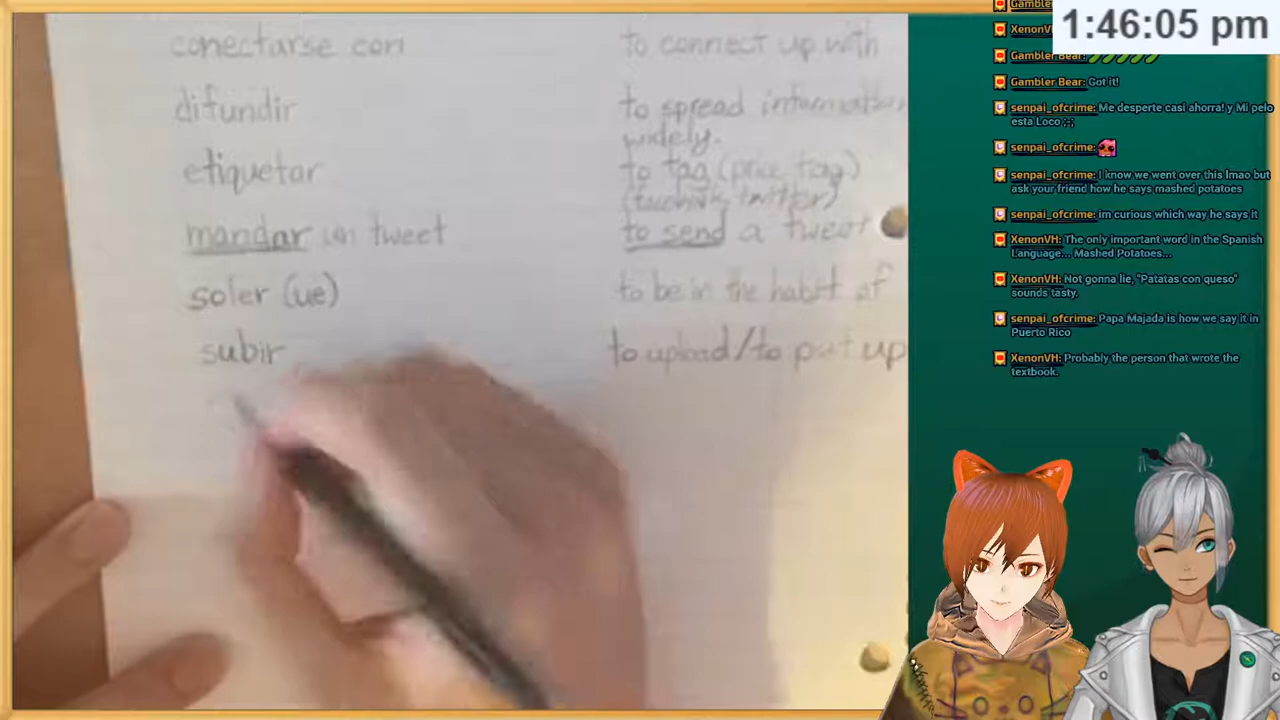 conectarse con
to connect up with
difundir
to spread information
widely.
etiquetar
to tag (price tag)
mandar un tweet
to send a tweet
soler (ue)
to be in the habit of
subir
to upload/to put up
1:46:05 pm
Gambler
XenonV
Gambler Bear:
Gambler Bear: Got it!
senpai_ofcrime: Me desperte casi ahorra! y Mi pelo
esta Loco ;-;
senpai_ofcrime:
senpai_ofcrime: I know we went over this lmao but
ask your friend how he says mashed potatoes
senpai_ofcrime: im curious which way he says it
XenonVH: The only important word in the Spanish
Language... Mashed Potatoes...
XenonVH: Not gonna lie, "Patatas con queso"
sounds tasty.
senpai_ofcrime: Papa Majada is how we say it in
Puerto Rico
XenonVH: Probably the person that wrote the
textbook.